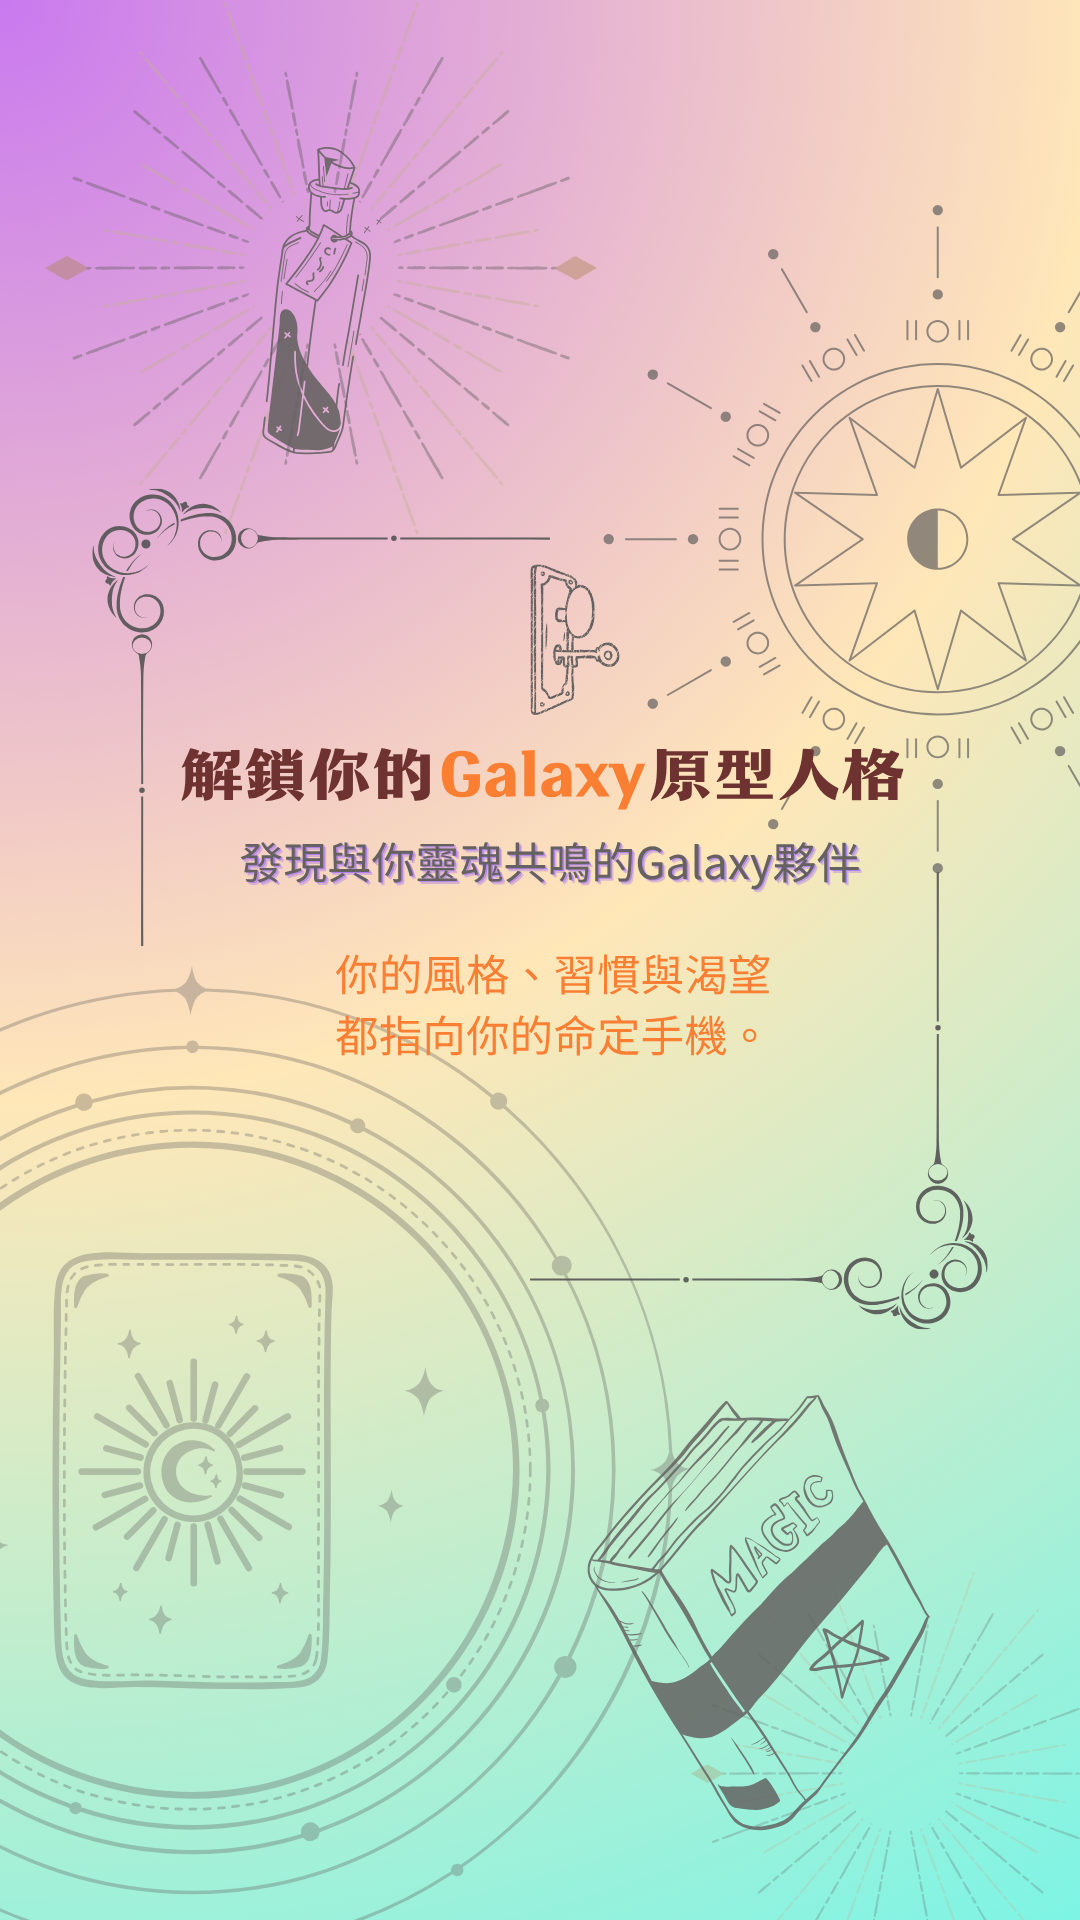 解鎖你的Galaxy原型人格
發現與你靈魂共鳴的Galaxy夥伴
你的風格、習慣與渴望
都指向你的命定手機。
MAGIC